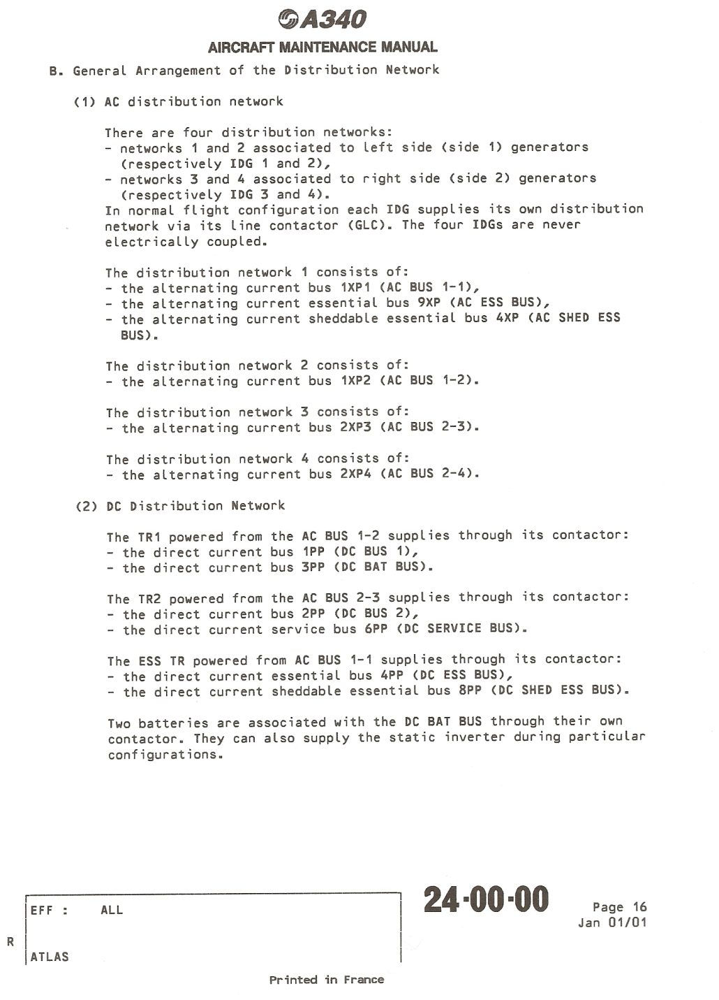 A340
AIRCRAFT MAINTENANCE MANUAL
B. General Arrangement of the Distribution Network
(1) AC distribution network
There are four distribution networks:
- networks 1 and 2 associated to left side (side 1) generators
(respectively IDG 1 and 2),
- networks 3 and 4 associated to right side (side 2) generators
(respectively IDG 3 and 4).
In normal flight configuration each IDG supplies its own distribution
network via its line contactor (GLC). The four IDGs are never
electrically coupled.
The distribution network 1 consists of:
- the alternating current bus 1XP1 (AC BUS 1-1),
- the alternating current essential bus 9XP (AC ESS BUS),
- the alternating current sheddable essential bus 4XP (AC SHED ESS
BUS).
The distribution network 2 consists of:
- the alternating current bus 1XP2 (AC BUS 1-2).
The distribution network 3 consists of:
- the alternating current bus 2XP3 (AC BUS 2-3).
The distribution network 4 consists of:
- the alternating current bus 2XP4 (AC BUS 2-4).
(2) DC Distribution Network
The TR1 powered from the AC BUS 1-2 supplies through its contactor:
- the direct current bus 1PP (DC BUS 1),
- the direct current bus 3PP (DC BAT BUS).
The TR2 powered from the AC BUS 2-3 supplies through its contactor:
- the direct current bus 2PP (DC BUS 2),
- the direct current service bus 6PP (DC SERVICE BUS).
The ESS TR powered from AC BUS 1-1 supplies through its contactor:
- the direct current essential bus 4PP (DC ESS BUS),
- the direct current sheddable essential bus 8PP (DC SHED ESS BUS).
Two batteries are associated with the DC BAT BUS through their own
contactor. They can also supply the static inverter during particular
configurations.
EFF : ALL
24-00-00
Page 16
Jan 01/01
R
ATLAS
Printed in France